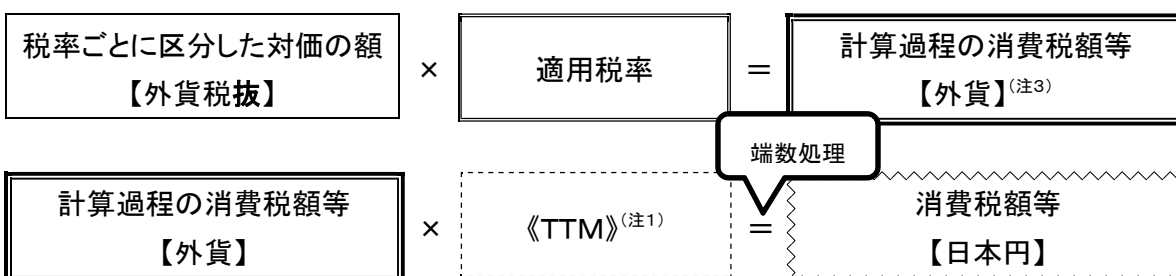 税率ごとに区分した対価の額
【外貨税抜】
×
適用税率
＝
計算過程の消費税額等
【外貨】(注3)
端数処理
計算過程の消費税額等
【外貨】
×
《TTM》(注1)
＝
消費税額等
【日本円】